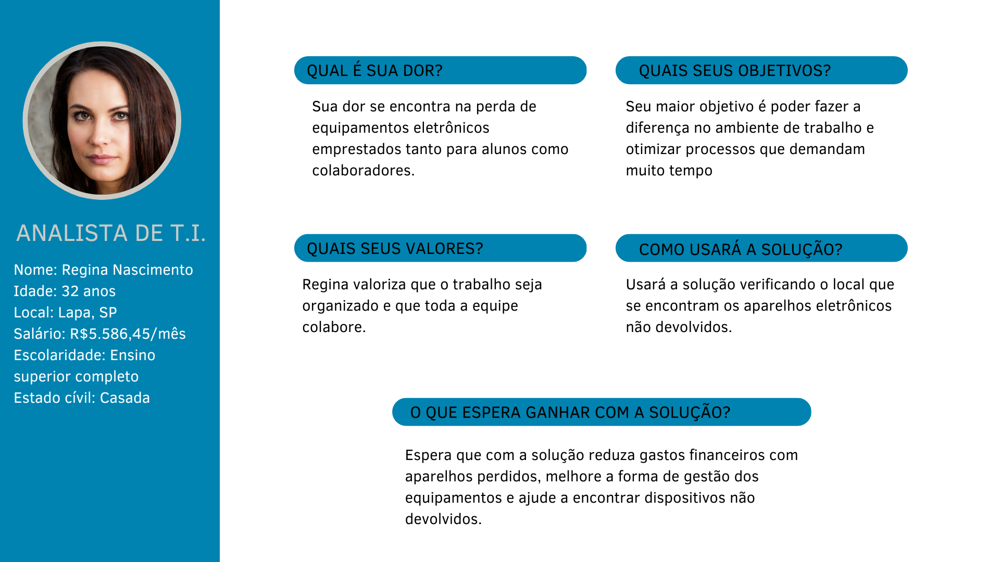 ANALISTA DE T.I.
Nome: Regina Nascimento
Idade: 32 anos
Local: Lapa, SP
Salário: R$5.586,45/mês
Escolaridade: Ensino
superior completo
Estado cívil: Casada
QUAL É SUA DOR?
Sua dor se encontra na perda de
equipamentos eletrônicos
emprestados tanto para alunos como
colaboradores.
QUAIS SEUS OBJETIVOS?
Seu maior objetivo é poder fazer a
diferença no ambiente de trabalho e
otimizar processos que demandam
muito tempo
QUAIS SEUS VALORES?
Regina valoriza que o trabalho seja
organizado e que toda a equipe
colabore.
COMO USARÁ A SOLUÇÃO?
Usará a solução verificando o local que
se encontram os aparelhos eletrônicos
não devolvidos.
O QUE ESPERA GANHAR COM A SOLUÇÃO?
Espera que com a solução reduza gastos financeiros com
aparelhos perdidos, melhore a forma de gestão dos
equipamentos e ajude a encontrar dispositivos não
devolvidos.